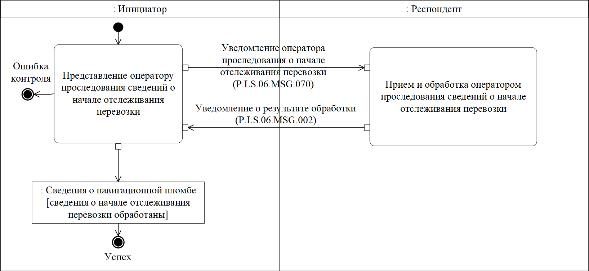 : Инициатор
: Респондент
Ошибка
контроля
Представление оператору
прослеживания сведений о
начале отслеживания
перевозки
Уведомление оператора
прослеживания о начале
отслеживания перевозки
(P.LS.06.MSG.070)
Уведомление о результате обработки
(P.LS.06.MSG.002)
Прием и обработка оператором
прослеживания сведений о начале
отслеживания перевозки
Сведения о навигационной пломбе
[сведения о начале отслеживания
перевозки обработаны]
Успех